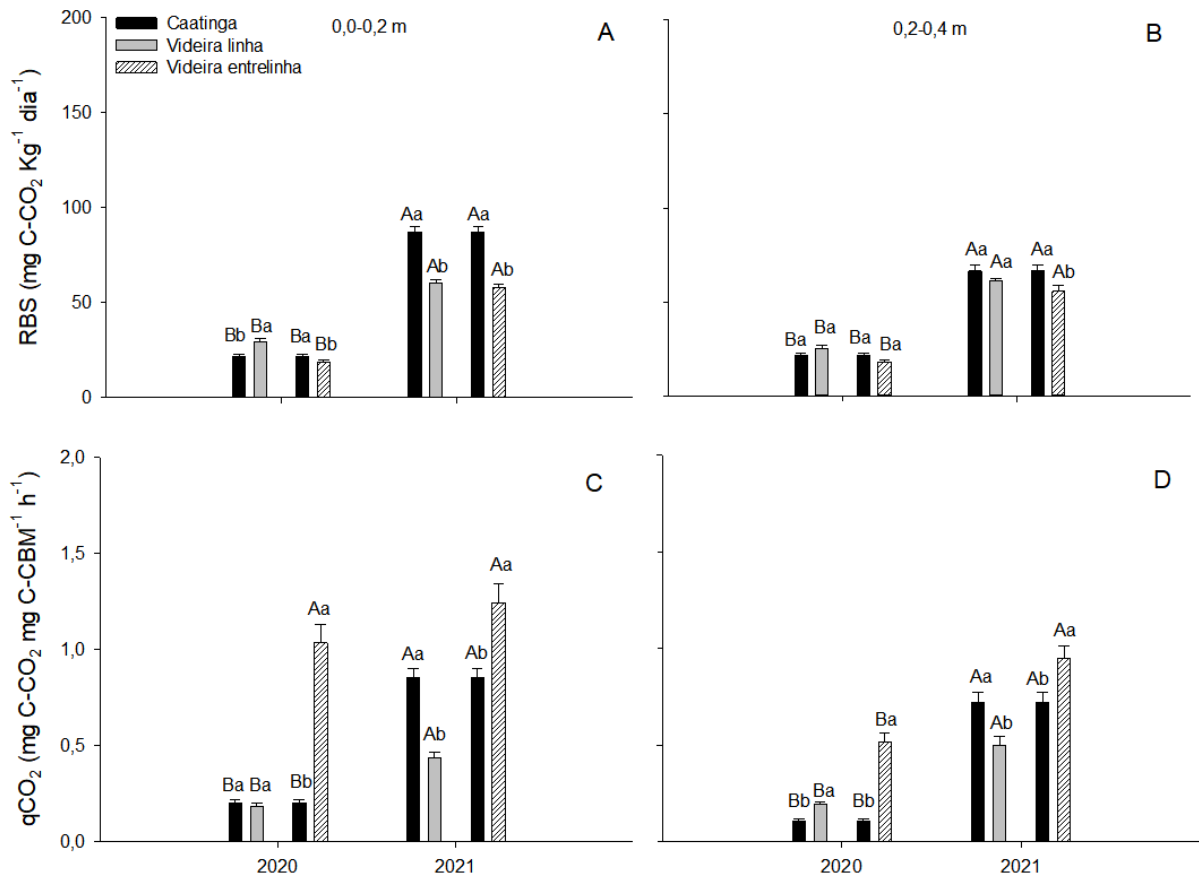 200
150
100
50
0
RBS (mg C-CO₂ Kg⁻¹ dia⁻¹)
Caatinga
Videira linha
Videira entrelinha
0,0-0,2 m
A
Bb Ba Ba Bb
Aa Ab Aa Ab
0,2-0,4 m
B
Ba Ba Ba Ba
Aa Aa Aa Ab
2,0
1,5
1,0
0,5
0,0
qCO₂ (mg C-CO₂ mg C-CBM⁻¹ h⁻¹)
C
Ba Ba Bb Aa
Aa Ab Ab Aa
2020 2021
D
Bb Ba Bb Ba
Aa Ab Ab Aa
2020 2021